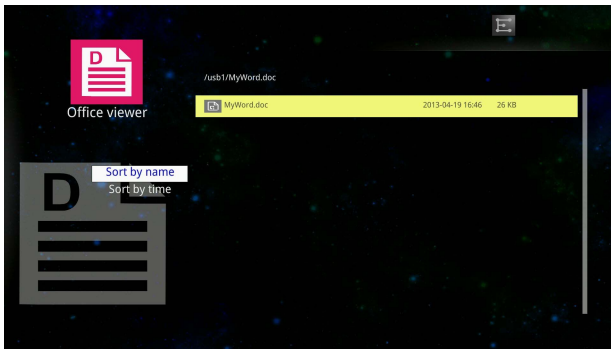 D
Office viewer
/usb1/MyWord.doc
MyWord.doc 2013-04-19 16:46 26 KB
Sort by name
Sort by time
D